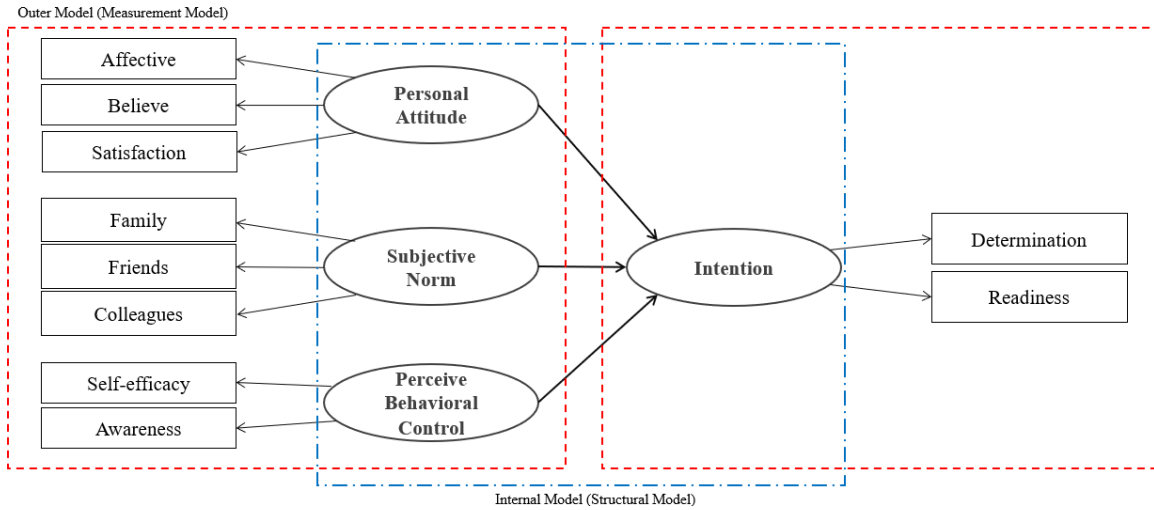 Outer Model (Measurement Model)
Affective
Believe
Satisfaction
Personal
Attitude
Family
Friends
Colleagues
Subjective
Norm
Intention
Determination
Readiness
Self-efficacy
Awareness
Perceive
Behavioral
Control
Internal Model (Structural Model)